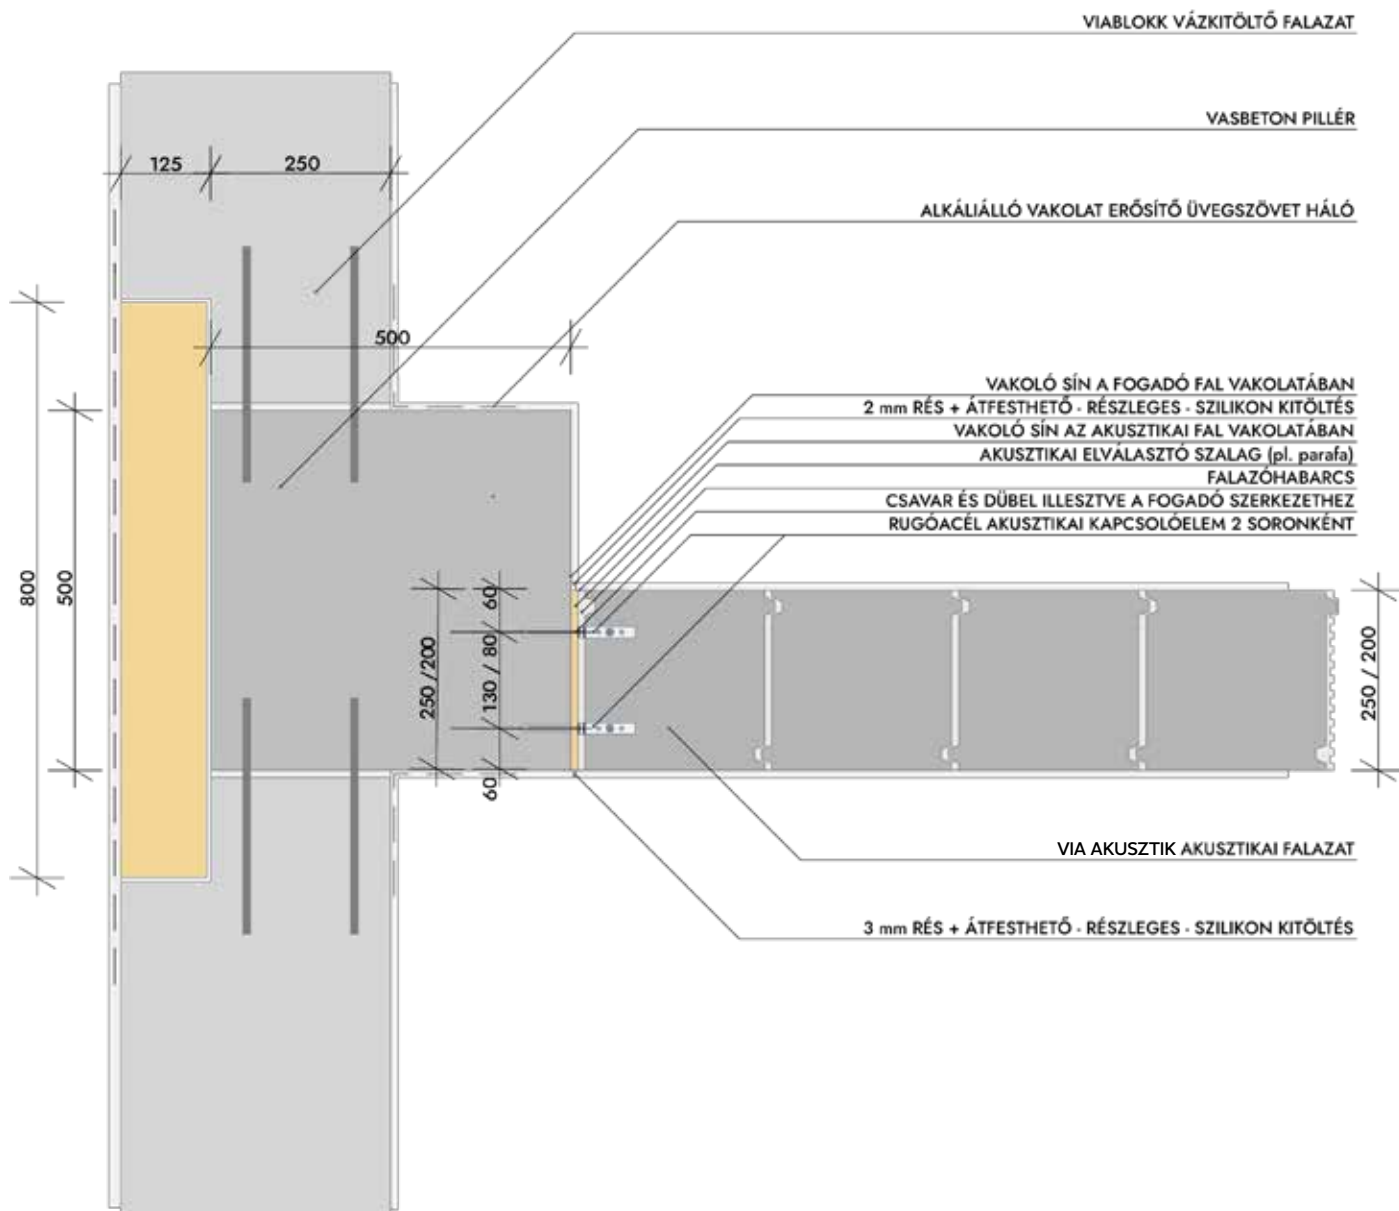 VIABLOKK VÁZKITÖLTŐ FALAZAT
VASBETON PILLÉR
125
250
ALKÁLIÁLLÓ VAKOLAT ERŐSÍTŐ ÜVEGSZÖVET HÁLÓ
500
VAKOLÓ SÍN A FOGADÓ FAL VAKOLATÁBAN
2 mm RÉS + ÁTFESTHETŐ - RÉSZLEGES - SZILIKON KITÖLTÉS
VAKOLÓ SÍN AZ AKUSZTIKAI FAL VAKOLATÁBAN
AKUSZTIKAI ELVÁLASZTÓ SZALAG (pl. parafa)
FALAZÓHABARCS
CSAVAR ÉS DÜBEL ILLESZTVE A FOGADÓ SZERKEZETHEZ
RUGÓACÉL AKUSZTIKAI KAPCSOLÓELEM 2 SORONKÉNT
800
500
250 /200
60
130 / 80
60
250 / 200
VIA AKUSZTIK AKUSZTIKAI FALAZAT
3 mm RÉS + ÁTFESTHETŐ - RÉSZLEGES - SZILIKON KITÖLTÉS